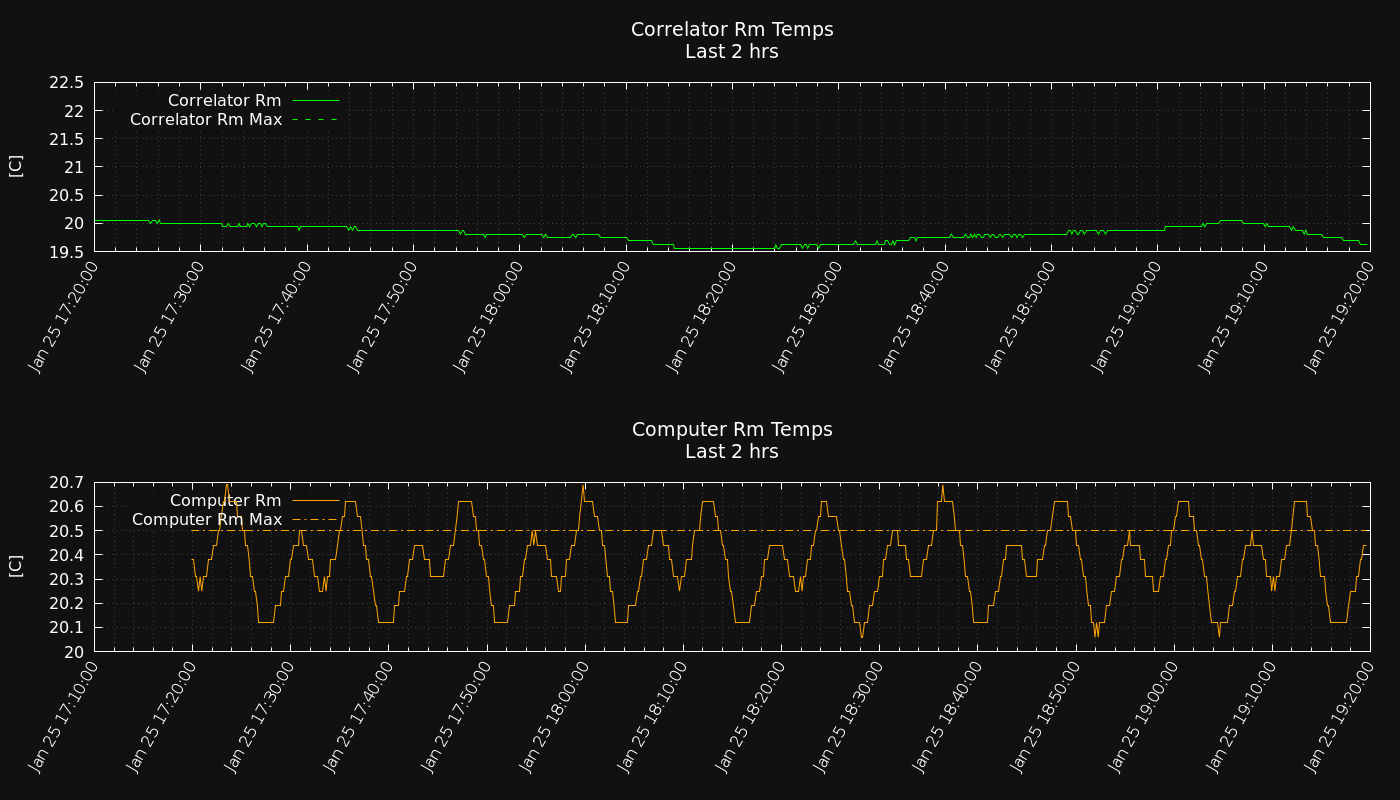 Correlator Rm Temps
Last 2 hrs
22.5
22
21.5
21
20.5
20
19.5
[C]
Correlator Rm
Correlator Rm Max
Jan 25 17:20:00
Jan 25 17:30:00
Jan 25 17:40:00
Jan 25 17:50:00
Jan 25 18:00:00
Jan 25 18:10:00
Jan 25 18:20:00
Jan 25 18:30:00
Jan 25 18:40:00
Jan 25 18:50:00
Jan 25 19:00:00
Jan 25 19:10:00
Jan 25 19:20:00
Computer Rm Temps
Last 2 hrs
20.7
20.6
20.5
20.4
20.3
20.2
20.1
20
[C]
Computer Rm
Computer Rm Max
Jan 25 17:10:00
Jan 25 17:20:00
Jan 25 17:30:00
Jan 25 17:40:00
Jan 25 17:50:00
Jan 25 18:00:00
Jan 25 18:10:00
Jan 25 18:20:00
Jan 25 18:30:00
Jan 25 18:40:00
Jan 25 18:50:00
Jan 25 19:00:00
Jan 25 19:10:00
Jan 25 19:20:00